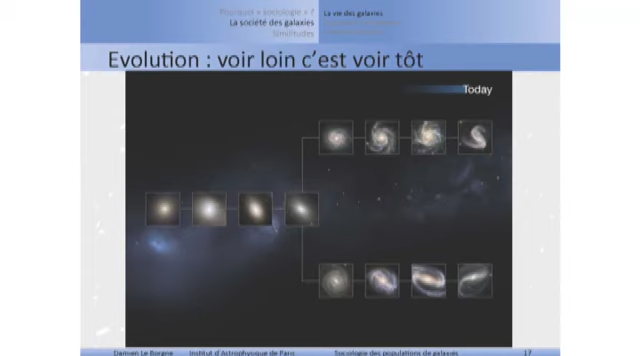 Pourquoi « sociologie » ?
La société des galaxies
Similitudes
La vie des galaxies
Evolution : voir loin c'est voir tôt
Today
Damien Le Borgne
Institut d'Astrophysique de Paris
Sociologie des populations de galaxies
17